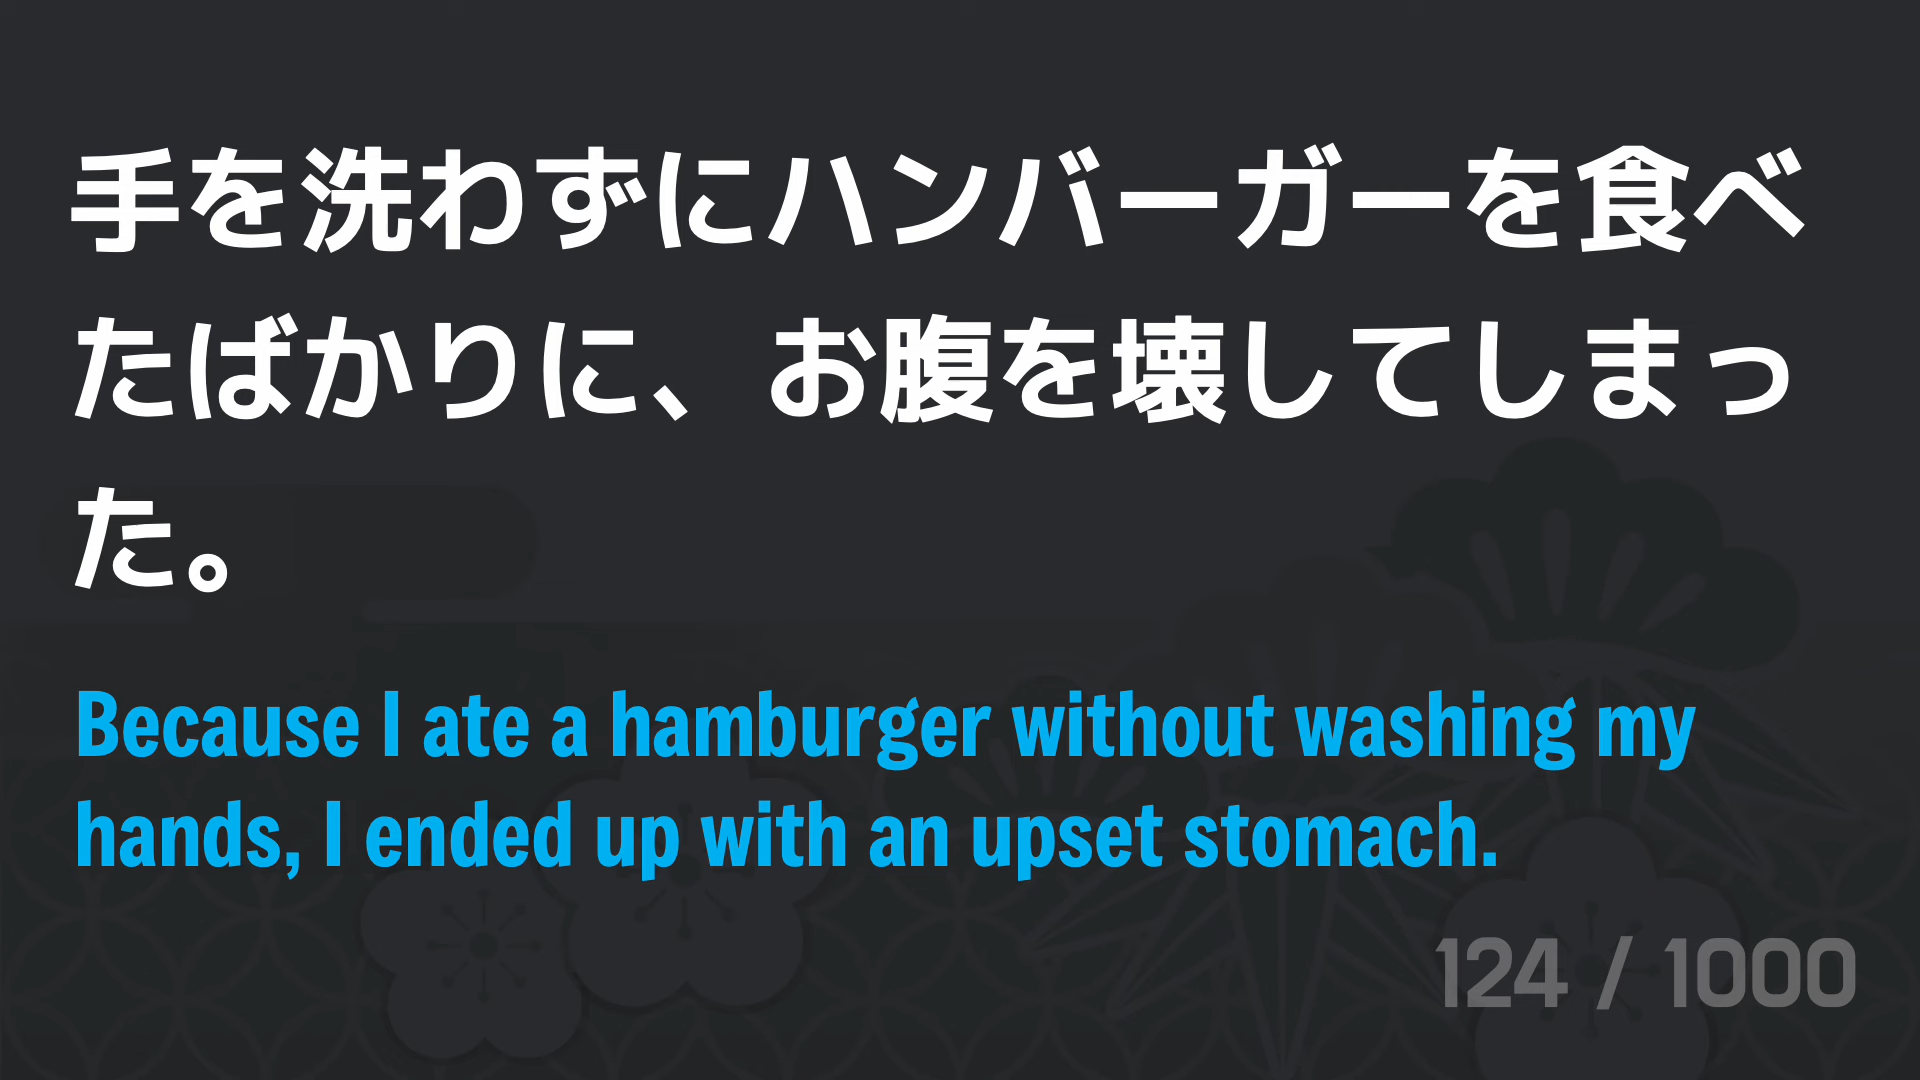 手を洗わずにハンバーガーを食べ
たばかりに、お腹を壊してしまっ
た。
Because I ate a hamburger without washing my
hands, I ended up with an upset stomach.
124 / 1000